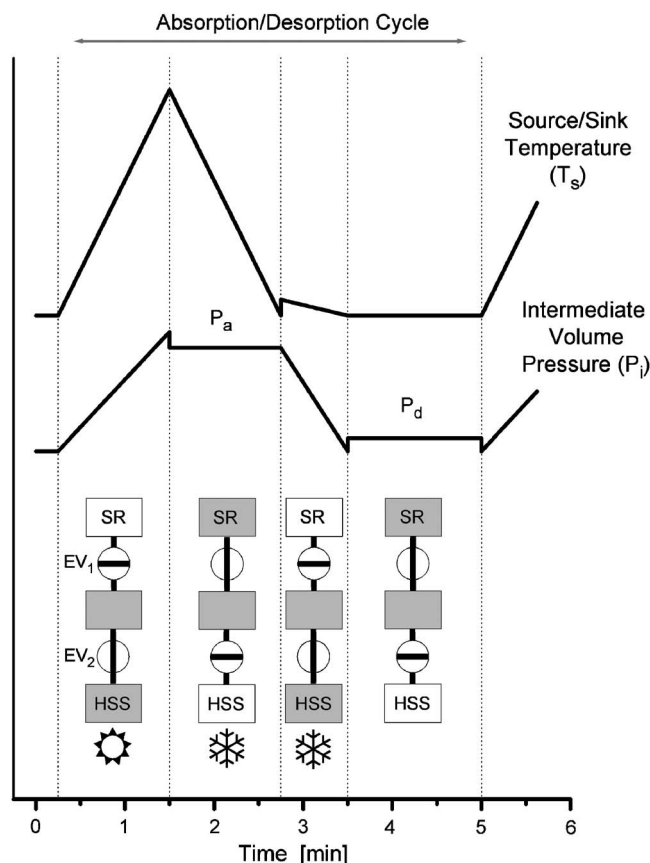 Absorption/Desorption Cycle
Source/Sink
Temperature
(Ts)
Pa
Intermediate
Volume
Pressure (Pi)
Pd
SR SR SR SR
EV1
EV2
HSS HSS HSS HSS
0 1 2 3 4 5 6
Time [min]